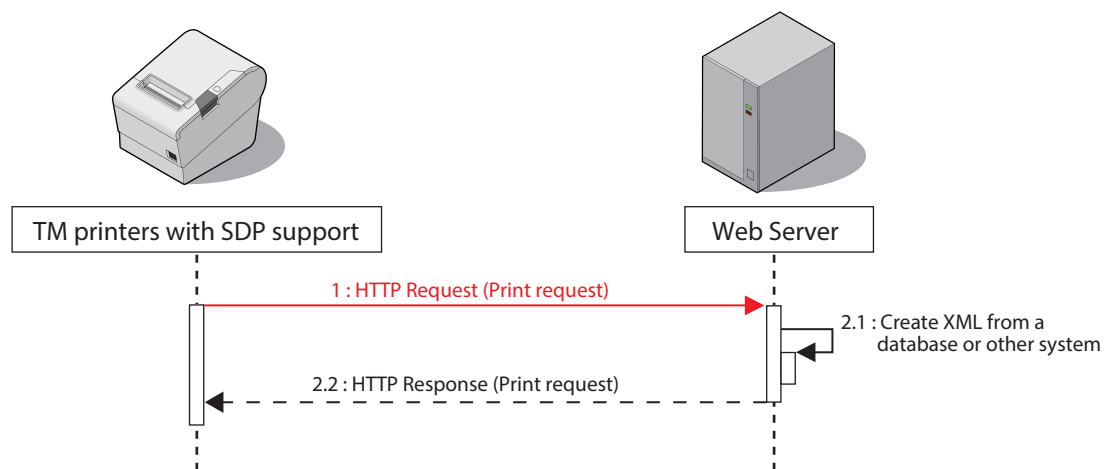 TM printers with SDP support
Web Server
1 : HTTP Request (Print request)
2.1 : Create XML from a
database or other system
2.2 : HTTP Response (Print request)